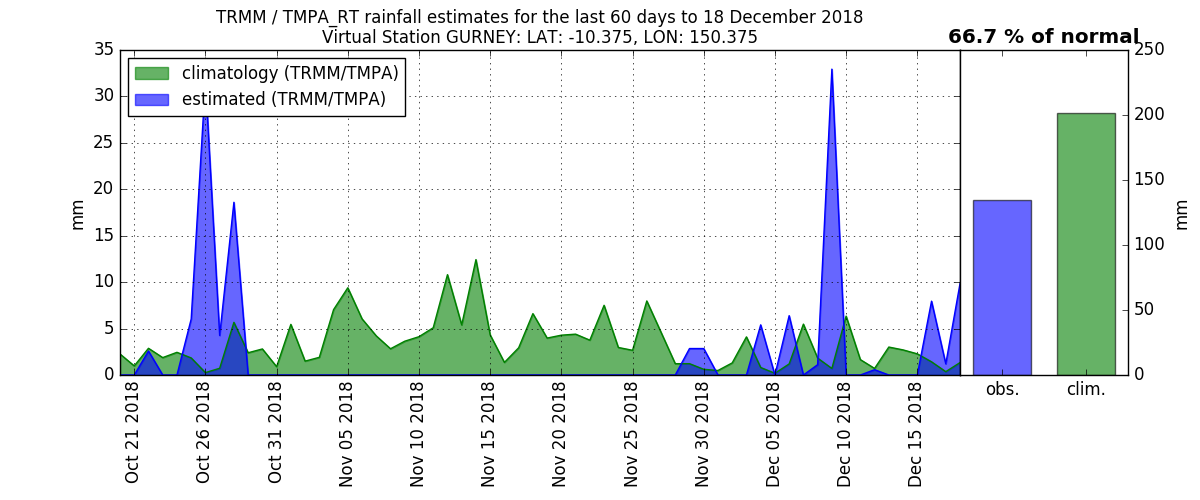 TRMM / TMPA_RT rainfall estimates for the last 60 days to 18 December 2018
Virtual Station GURNEY: LAT: -10.375, LON: 150.375
66.7 % of normal
climatology (TRMM/TMPA)
estimated (TRMM/TMPA)
mm
35
30
25
20
15
10
5
0
Oct 21 2018
Oct 26 2018
Oct 31 2018
Nov 05 2018
Nov 10 2018
Nov 15 2018
Nov 20 2018
Nov 25 2018
Nov 30 2018
Dec 05 2018
Dec 10 2018
Dec 15 2018
obs.
clim.
250
200
150
100
50
0
mm